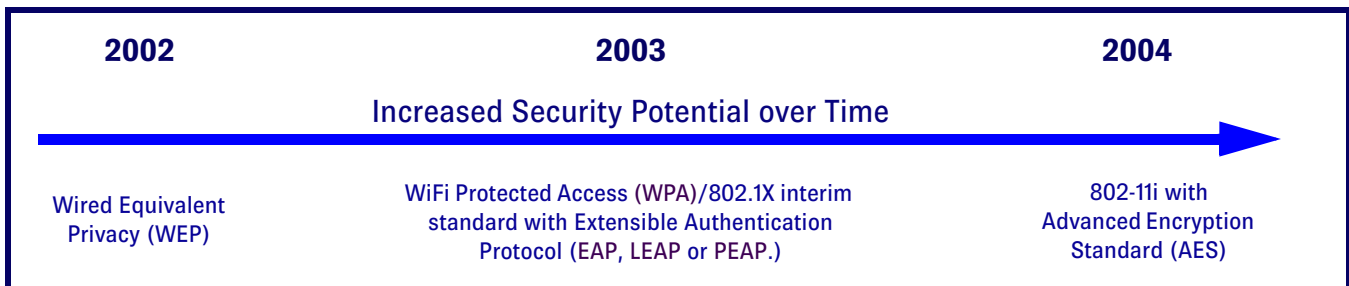 2002
2003
2004
Increased Security Potential over Time
Wired Equivalent
Privacy (WEP)
WiFi Protected Access (WPA)/802.1X interim
standard with Extensible Authentication
Protocol (EAP, LEAP or PEAP.)
802-11i with
Advanced Encryption
Standard (AES)